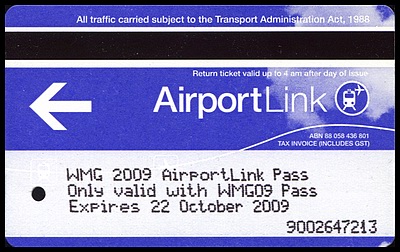 All traffic carried subject to the Transport Administration Act, 1988
Return ticket valid up to 4 am after day of issue
AirportLink
ABN 68 058 436 801
TAX INVOICE (INCLUDES GST)
WMG 2009 AirportLink Pass
Only valid with WMG09 Pass
Expires 22 October 2009
9002647213